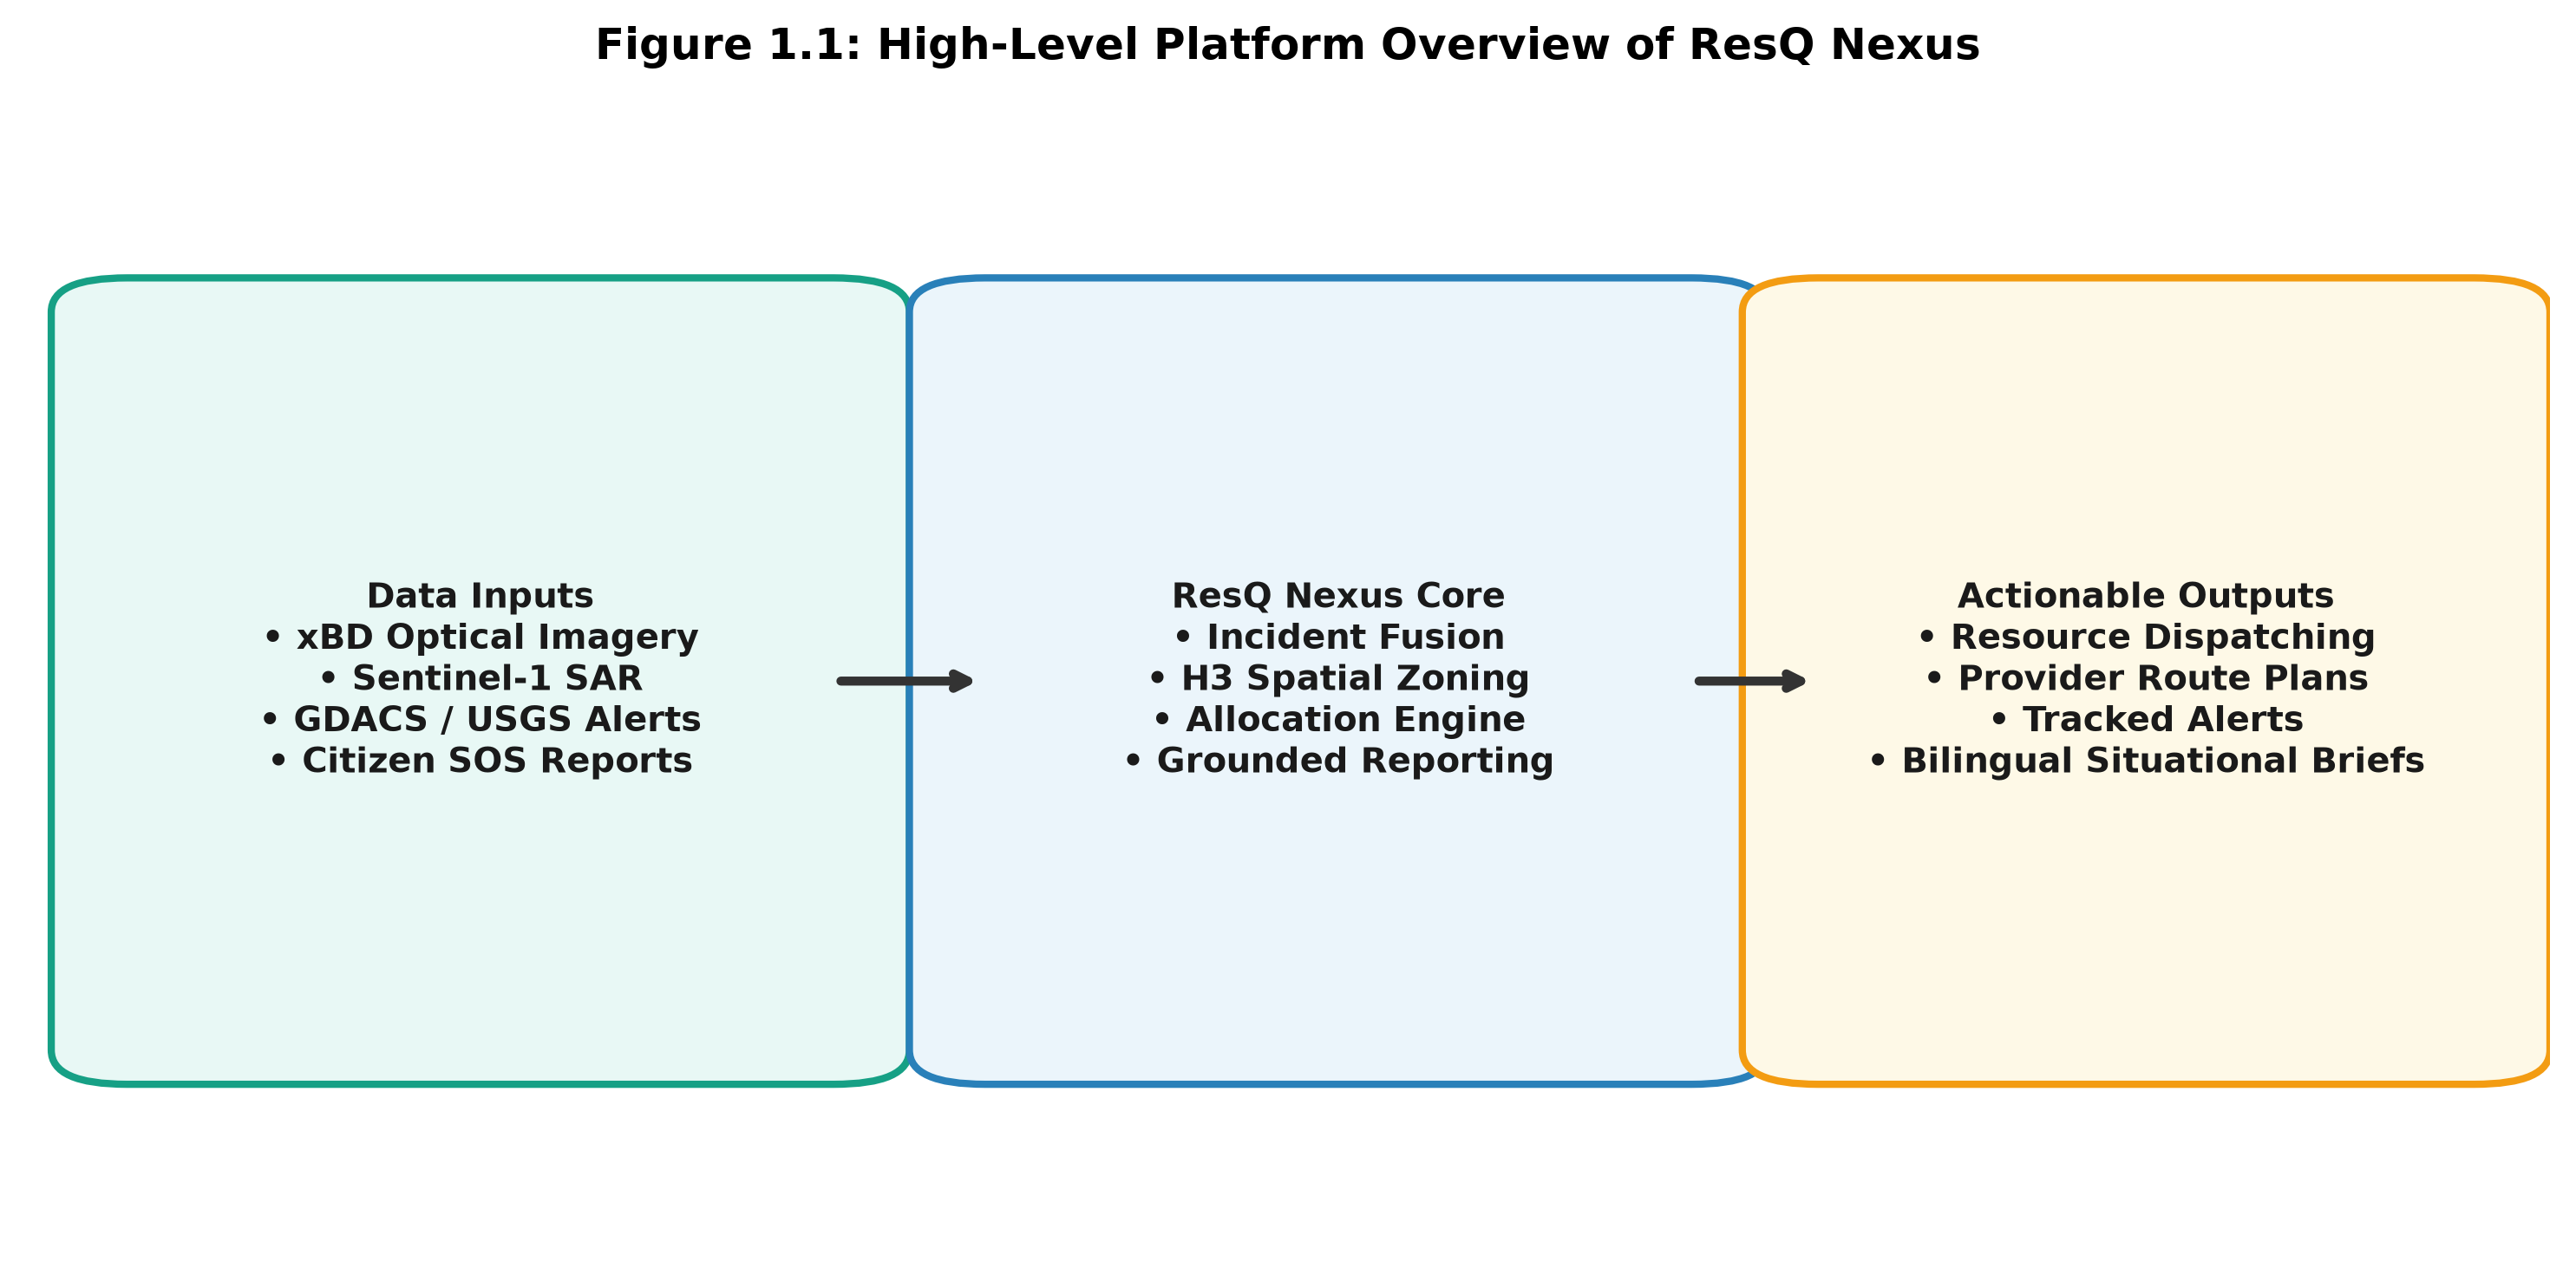 Figure 1.1: High-Level Platform Overview of ResQ Nexus
Data Inputs
• xBD Optical Imagery
• Sentinel-1 SAR
• GDACS / USGS Alerts
• Citizen SOS Reports
ResQ Nexus Core
• Incident Fusion
• H3 Spatial Zoning
• Allocation Engine
• Grounded Reporting
Actionable Outputs
• Resource Dispatching
• Provider Route Plans
• Tracked Alerts
• Bilingual Situational Briefs